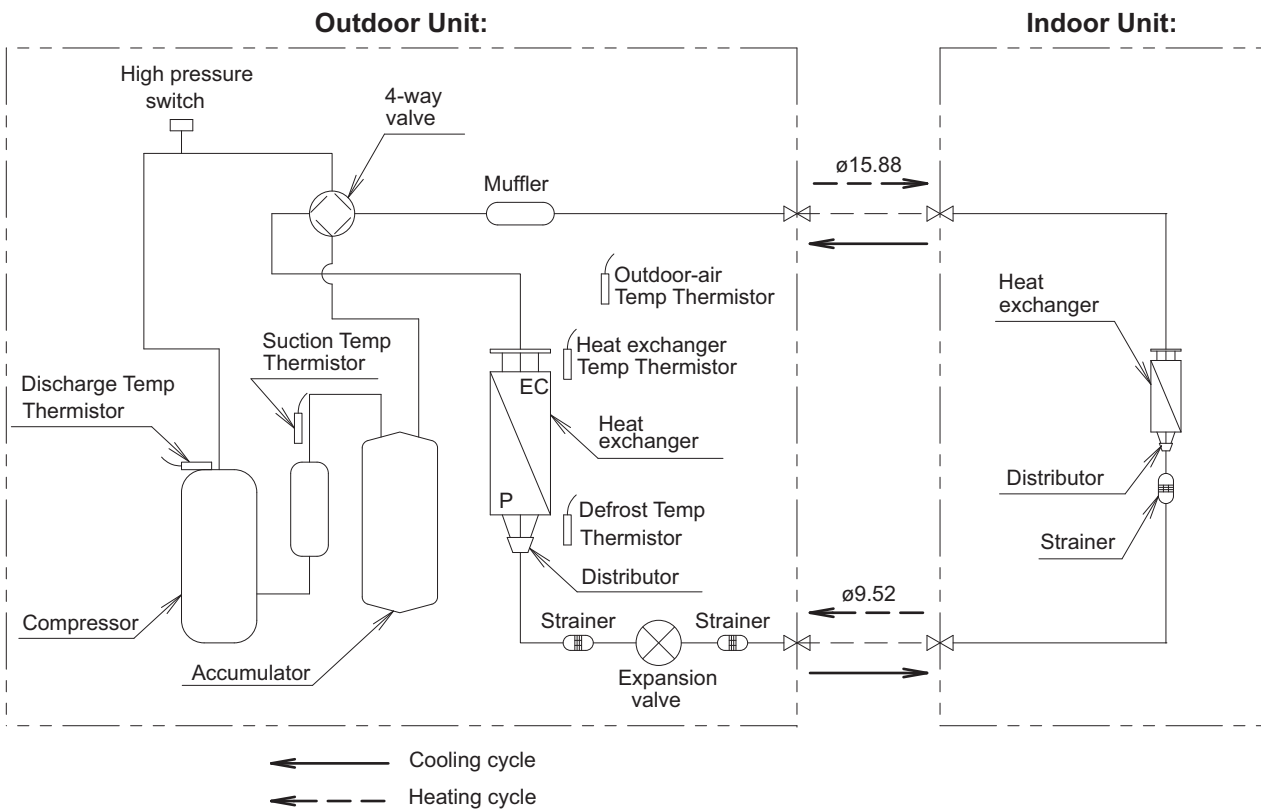 Outdoor Unit:
Indoor Unit:
High pressure
switch
4-way
valve
Muffler
ø15.88
Outdoor-air
Temp Thermistor
Heat
exchanger
Suction Temp
Thermistor
Heat exchanger
Temp Thermistor
Discharge Temp
Thermistor
EC
Heat
exchanger
P
Defrost Temp
Thermistor
Distributor
Distributor
Strainer
Compressor
Accumulator
Strainer
Strainer
Expansion
valve
ø9.52
Cooling cycle
Heating cycle